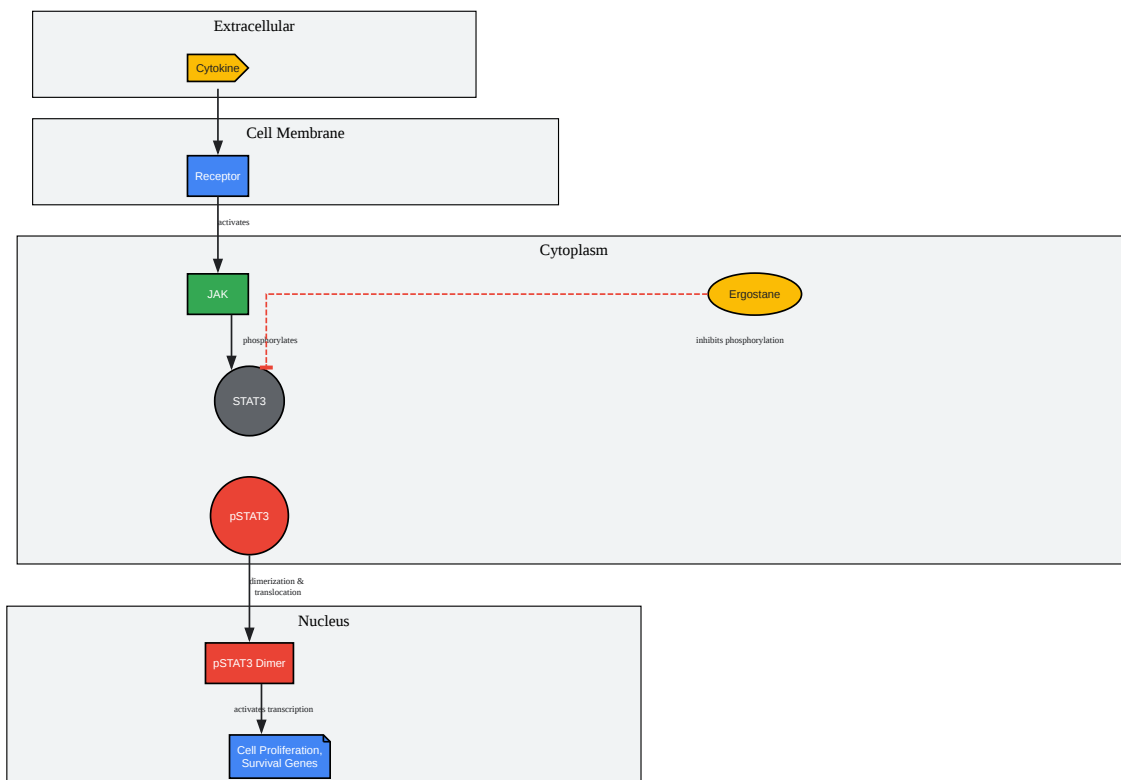 Extracellular
Cytokine
Cell Membrane
Receptor
activates
Cytoplasm
JAK
Ergostane
phosphorylates
inhibits phosphorylation
STAT3
pSTAT3
dimerization &
translocation
Nucleus
pSTAT3 Dimer
activates transcription
Cell Proliferation,
Survival Genes